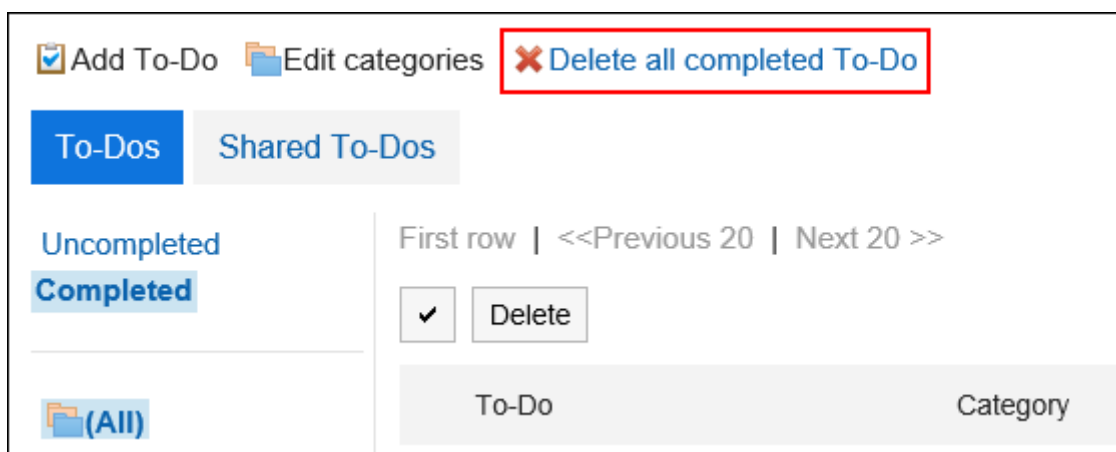 Add To-Do Edit categories Delete all completed To-Do
To-Dos Shared To-Dos
Uncompleted
Completed
(All)
First row | <<Previous 20 | Next 20 >>
Delete
To-Do Category